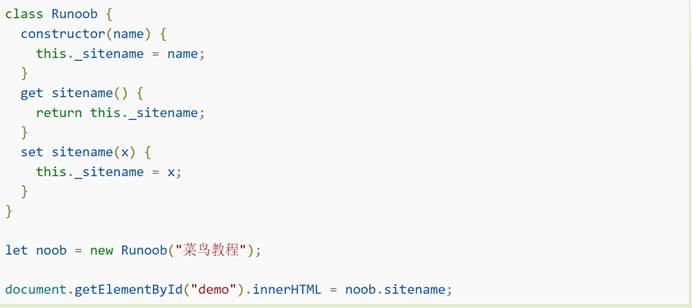 class Runoob {
  constructor(name) {
    this._sitename = name;
  }
  get sitename() {
    return this._sitename;
  }
  set sitename(x) {
    this._sitename = x;
  }
}
let noob = new Runoob("菜鸟教程");
document.getElementById("demo").innerHTML = noob.sitename;